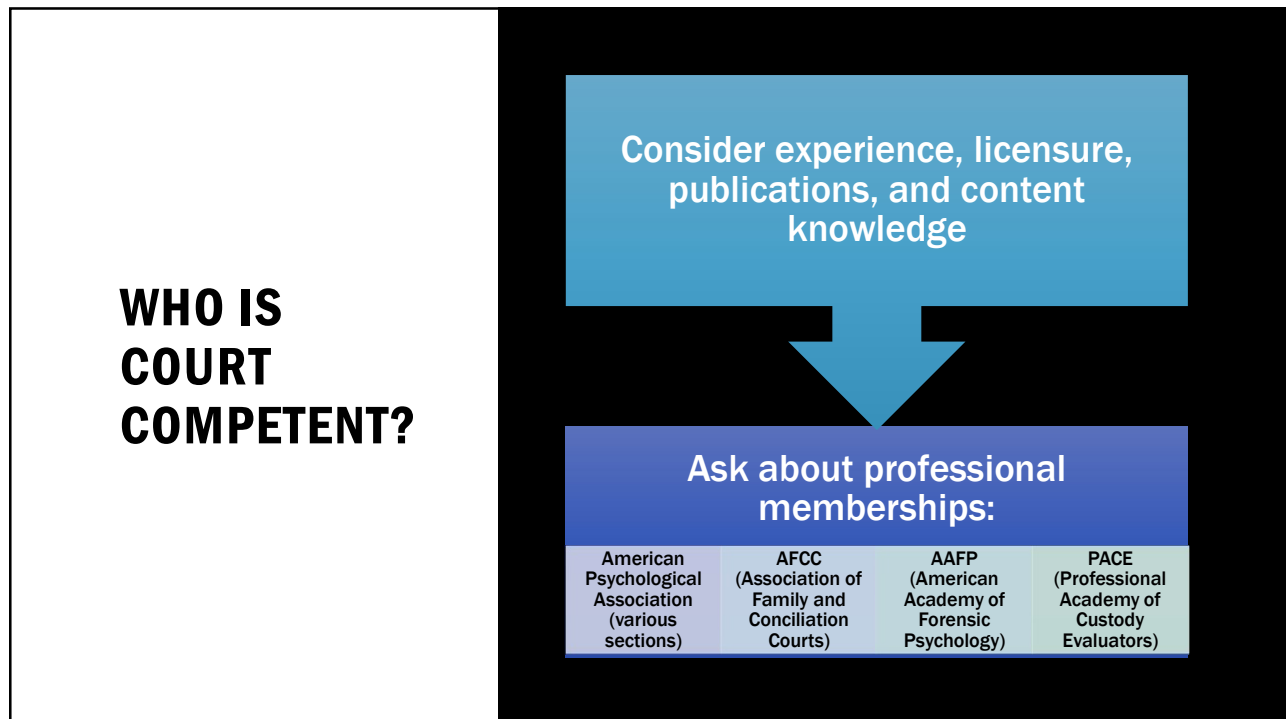 WHO IS
COURT
COMPETENT?
Consider experience, licensure,
publications, and content
knowledge
Ask about professional
memberships:
American
Psychological
Association
(various
sections)
AFCC
(Association of
Family and
Conciliation
Courts)
AAFP
(American
Academy of
Forensic
Psychology)
PACE
(Professional
Academy of
Custody
Evaluators)